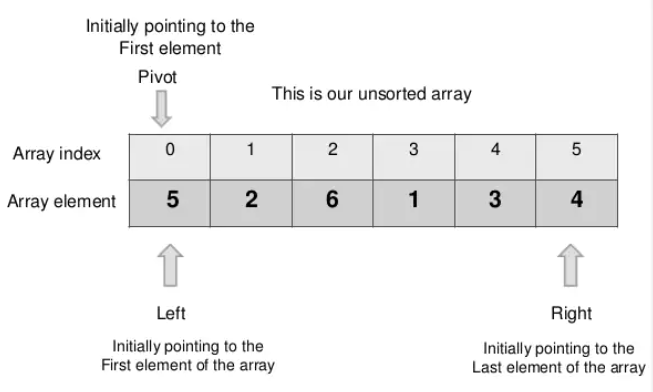 Initially pointing to the
First element
Pivot
This is our unsorted array
Array index 0 1 2 3 4 5
Array element 5 2 6 1 3 4
Left
Right
Initially pointing to the
First element of the array
Initially pointing to the
Last element of the array